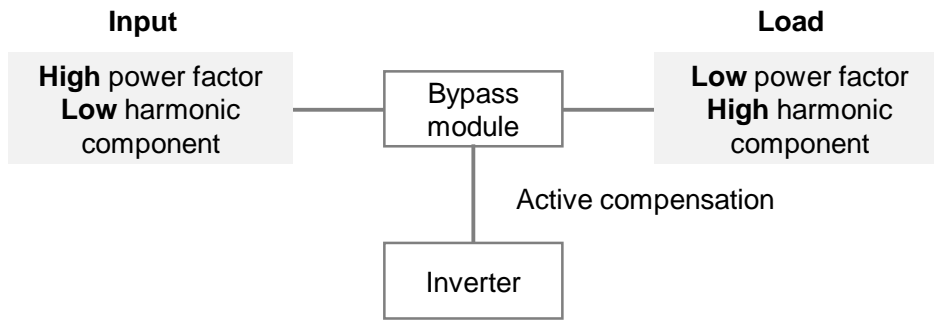 Input
Load
High power factor
Low harmonic
component
Bypass
module
Low power factor
High harmonic
component
Active compensation
Inverter